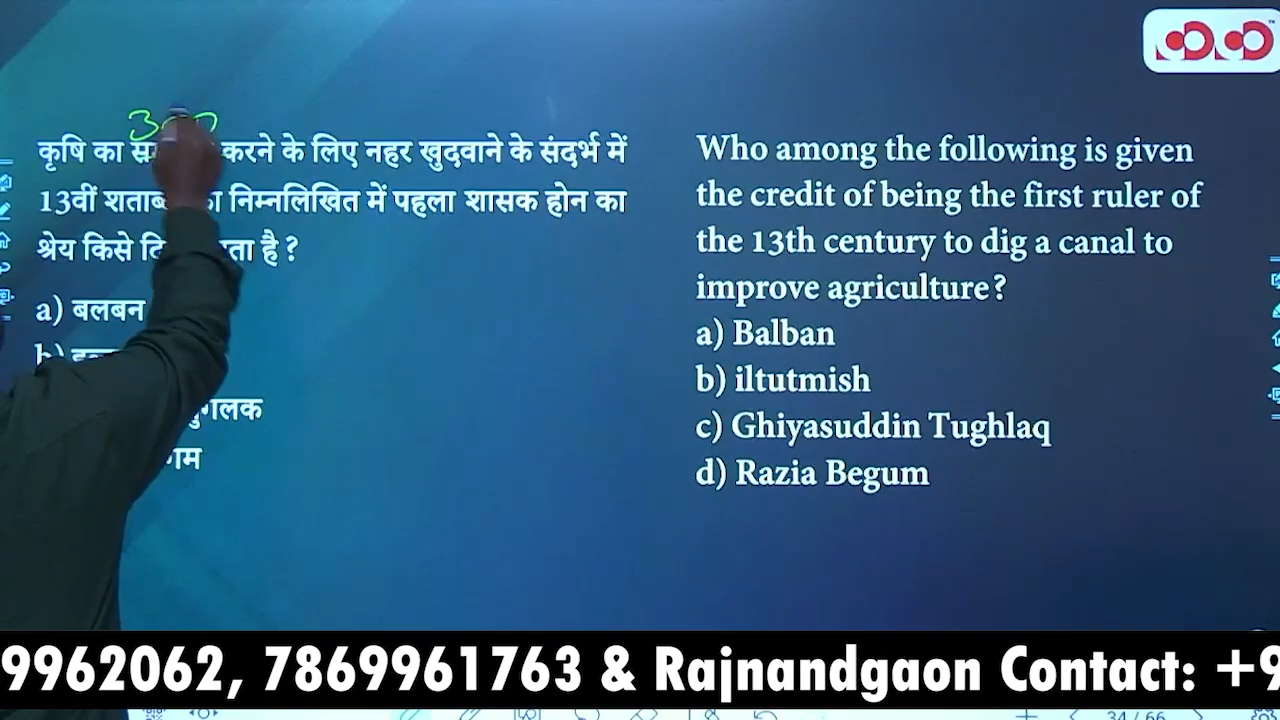 कृषि का करने के लिए नहर खुदवाने के संदर्भ में
13वीं निम्नलिखित में पहला शासक होन का
श्रेय किसे है ?
a) बलबन
b)
Who among the following is given
the credit of being the first ruler of
the 13th century to dig a canal to
improve agriculture?
a) Balban
b) iltutmish
c) Ghiyasuddin Tughlaq
d) Razia Begum
9962062, 7869961763 & Rajnandgaon Contact: +9
34 / 66